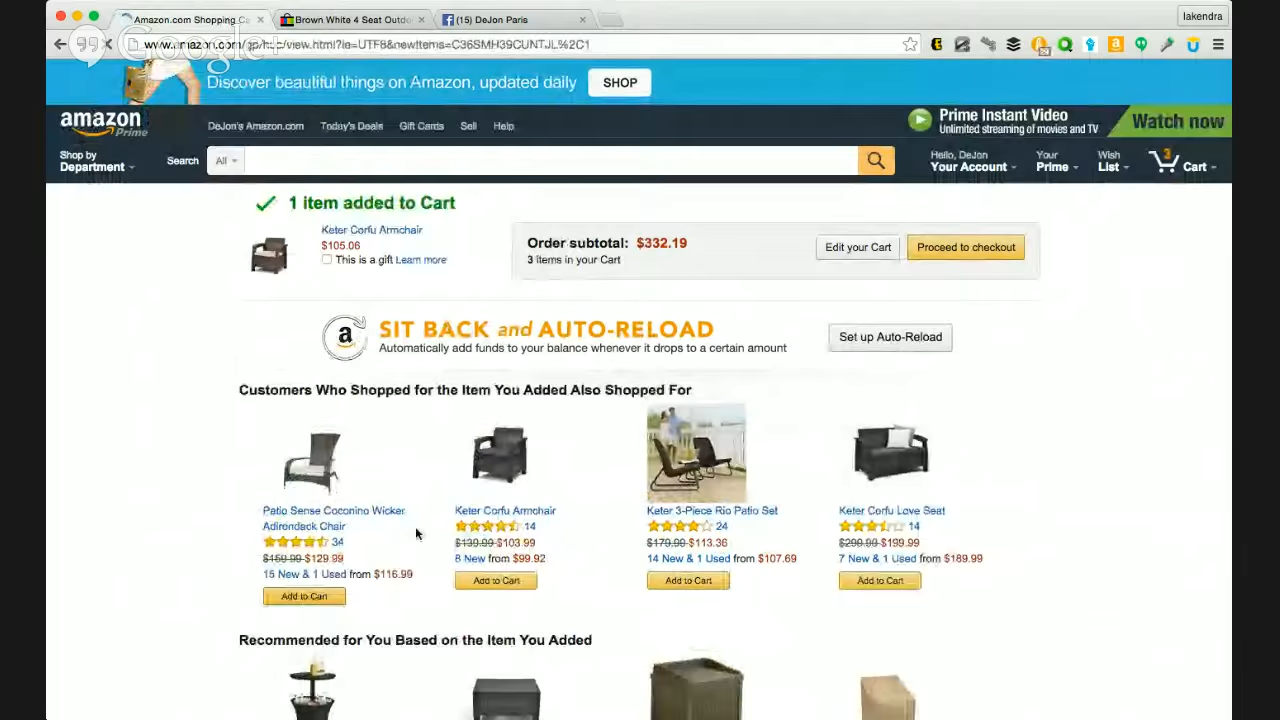 Amazon.com Shopping Ca
Brown White 4 Seat Outdo
(15) DeJon Paris
lakendra
Google+
Discover beautiful things on Amazon, updated daily
SHOP
amazon
Prime
DeJon's Amazon.com
Today's Deals
Gift Cards
Sell
Help
Prime Instant Video
Unlimited streaming of movies and TV
Watch now
Shop by
Department
Search
All
Hello, DeJon
Your Account
Your
Prime
Wish
List
3
Cart
1 item added to Cart
Keter Corfu Armchair
$105.06
This is a gift Learn more
Order subtotal: $332.19
3 items in your Cart
Edit your Cart
Proceed to checkout
SIT BACK and AUTO-RELOAD
Automatically add funds to your balance whenever it drops to a certain amount
Set up Auto-Reload
Customers Who Shopped for the Item You Added Also Shopped For
Patio Sense Coconino Wicker
Adirondack Chair
34
$159.99 $129.99
15 New & 1 Used from $116.99
Add to Cart
Keter Corfu Armchair
14
$139.99 $103.99
8 New from $99.92
Add to Cart
Keter 3-Piece Rio Patio Set
24
$179.99 $113.36
14 New & 1 Used from $107.69
Add to Cart
Keter Corfu Love Seat
14
$299.99 $199.99
7 New & 1 Used from $189.99
Add to Cart
Recommended for You Based on the Item You Added